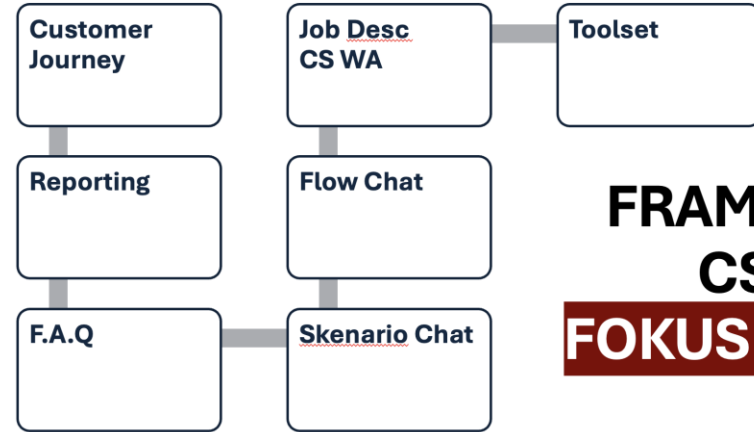 Customer
Journey
Job Desc
CS WA
Toolset
Reporting
Flow Chat
F.A.Q
Skenario Chat
FRAM
CS
FOKUS